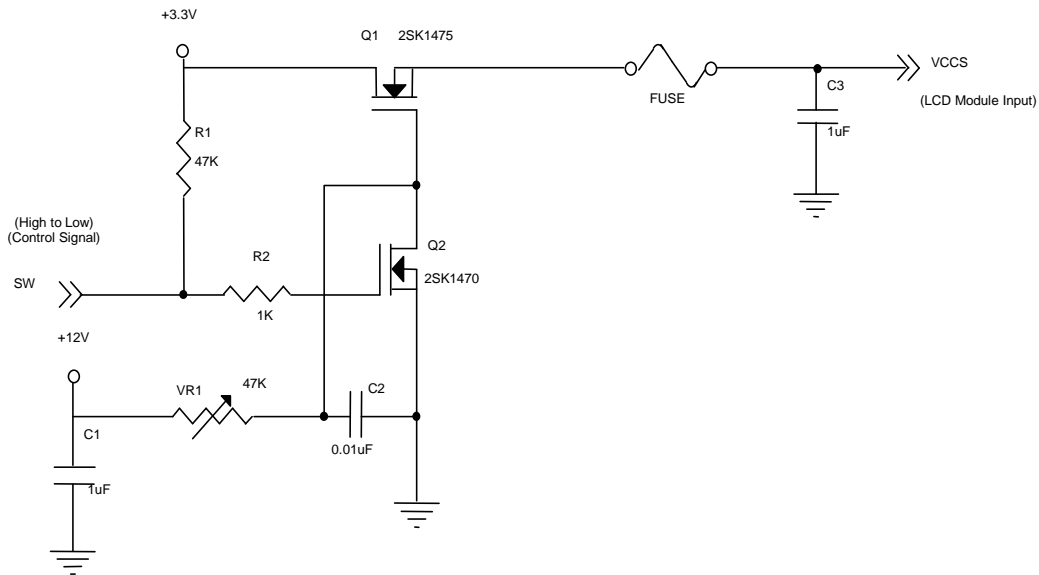 +3.3V
Q1 2SK1475
VCCS
FUSE
C3
(LCD Module Input)
1uF
R1
47K
(High to Low)
(Control Signal)
SW
R2
1K
Q2
2SK1470
+12V
VR1
47K
C2
0.01uF
C1
1uF